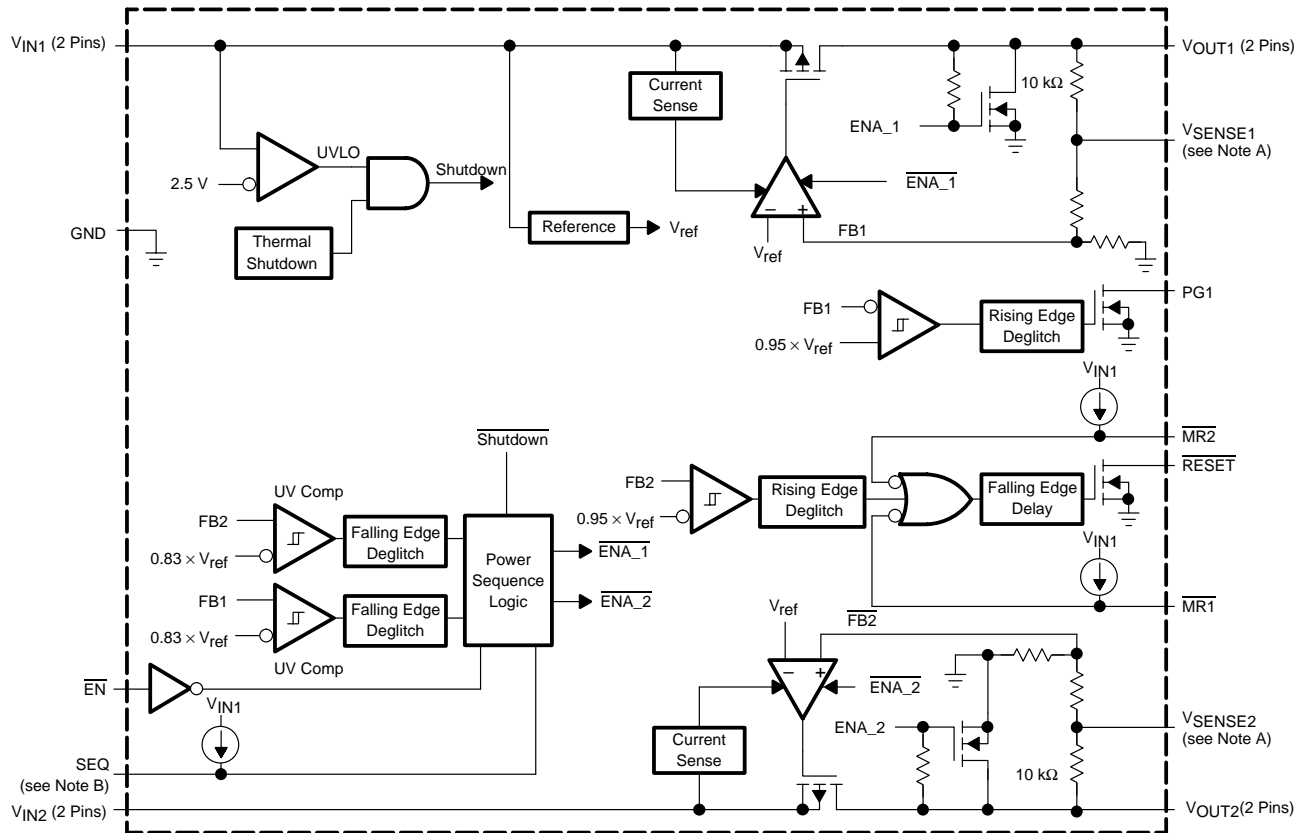 VIN1 (2 Pins)
VOUT1 (2 Pins)
Current
Sense
10 kΩ
ENA_1
VSENSE1
(see Note A)
UVLO
Shutdown
2.5 V
ENA_1
GND
Thermal
Shutdown
Reference
Vref
Vref
FB1
− +
PG1
FB1
Rising Edge
Deglitch
0.95 × Vref
VIN1
MR2
Shutdown
RESET
UV Comp
FB2
Rising Edge
Deglitch
Falling Edge
Delay
FB2
Falling Edge
Deglitch
0.95 × Vref
0.83 × Vref
Power
Sequence
Logic
ENA_1
VIN1
FB1
Falling Edge
Deglitch
ENA_2
MR1
0.83 × Vref
Vref
FB2
UV Comp
− +
EN
ENA_2
VIN1
ENA_2
VSENSE2
(see Note A)
Current
Sense
SEQ
(see Note B)
10 kΩ
VIN2 (2 Pins)
VOUT2 (2 Pins)